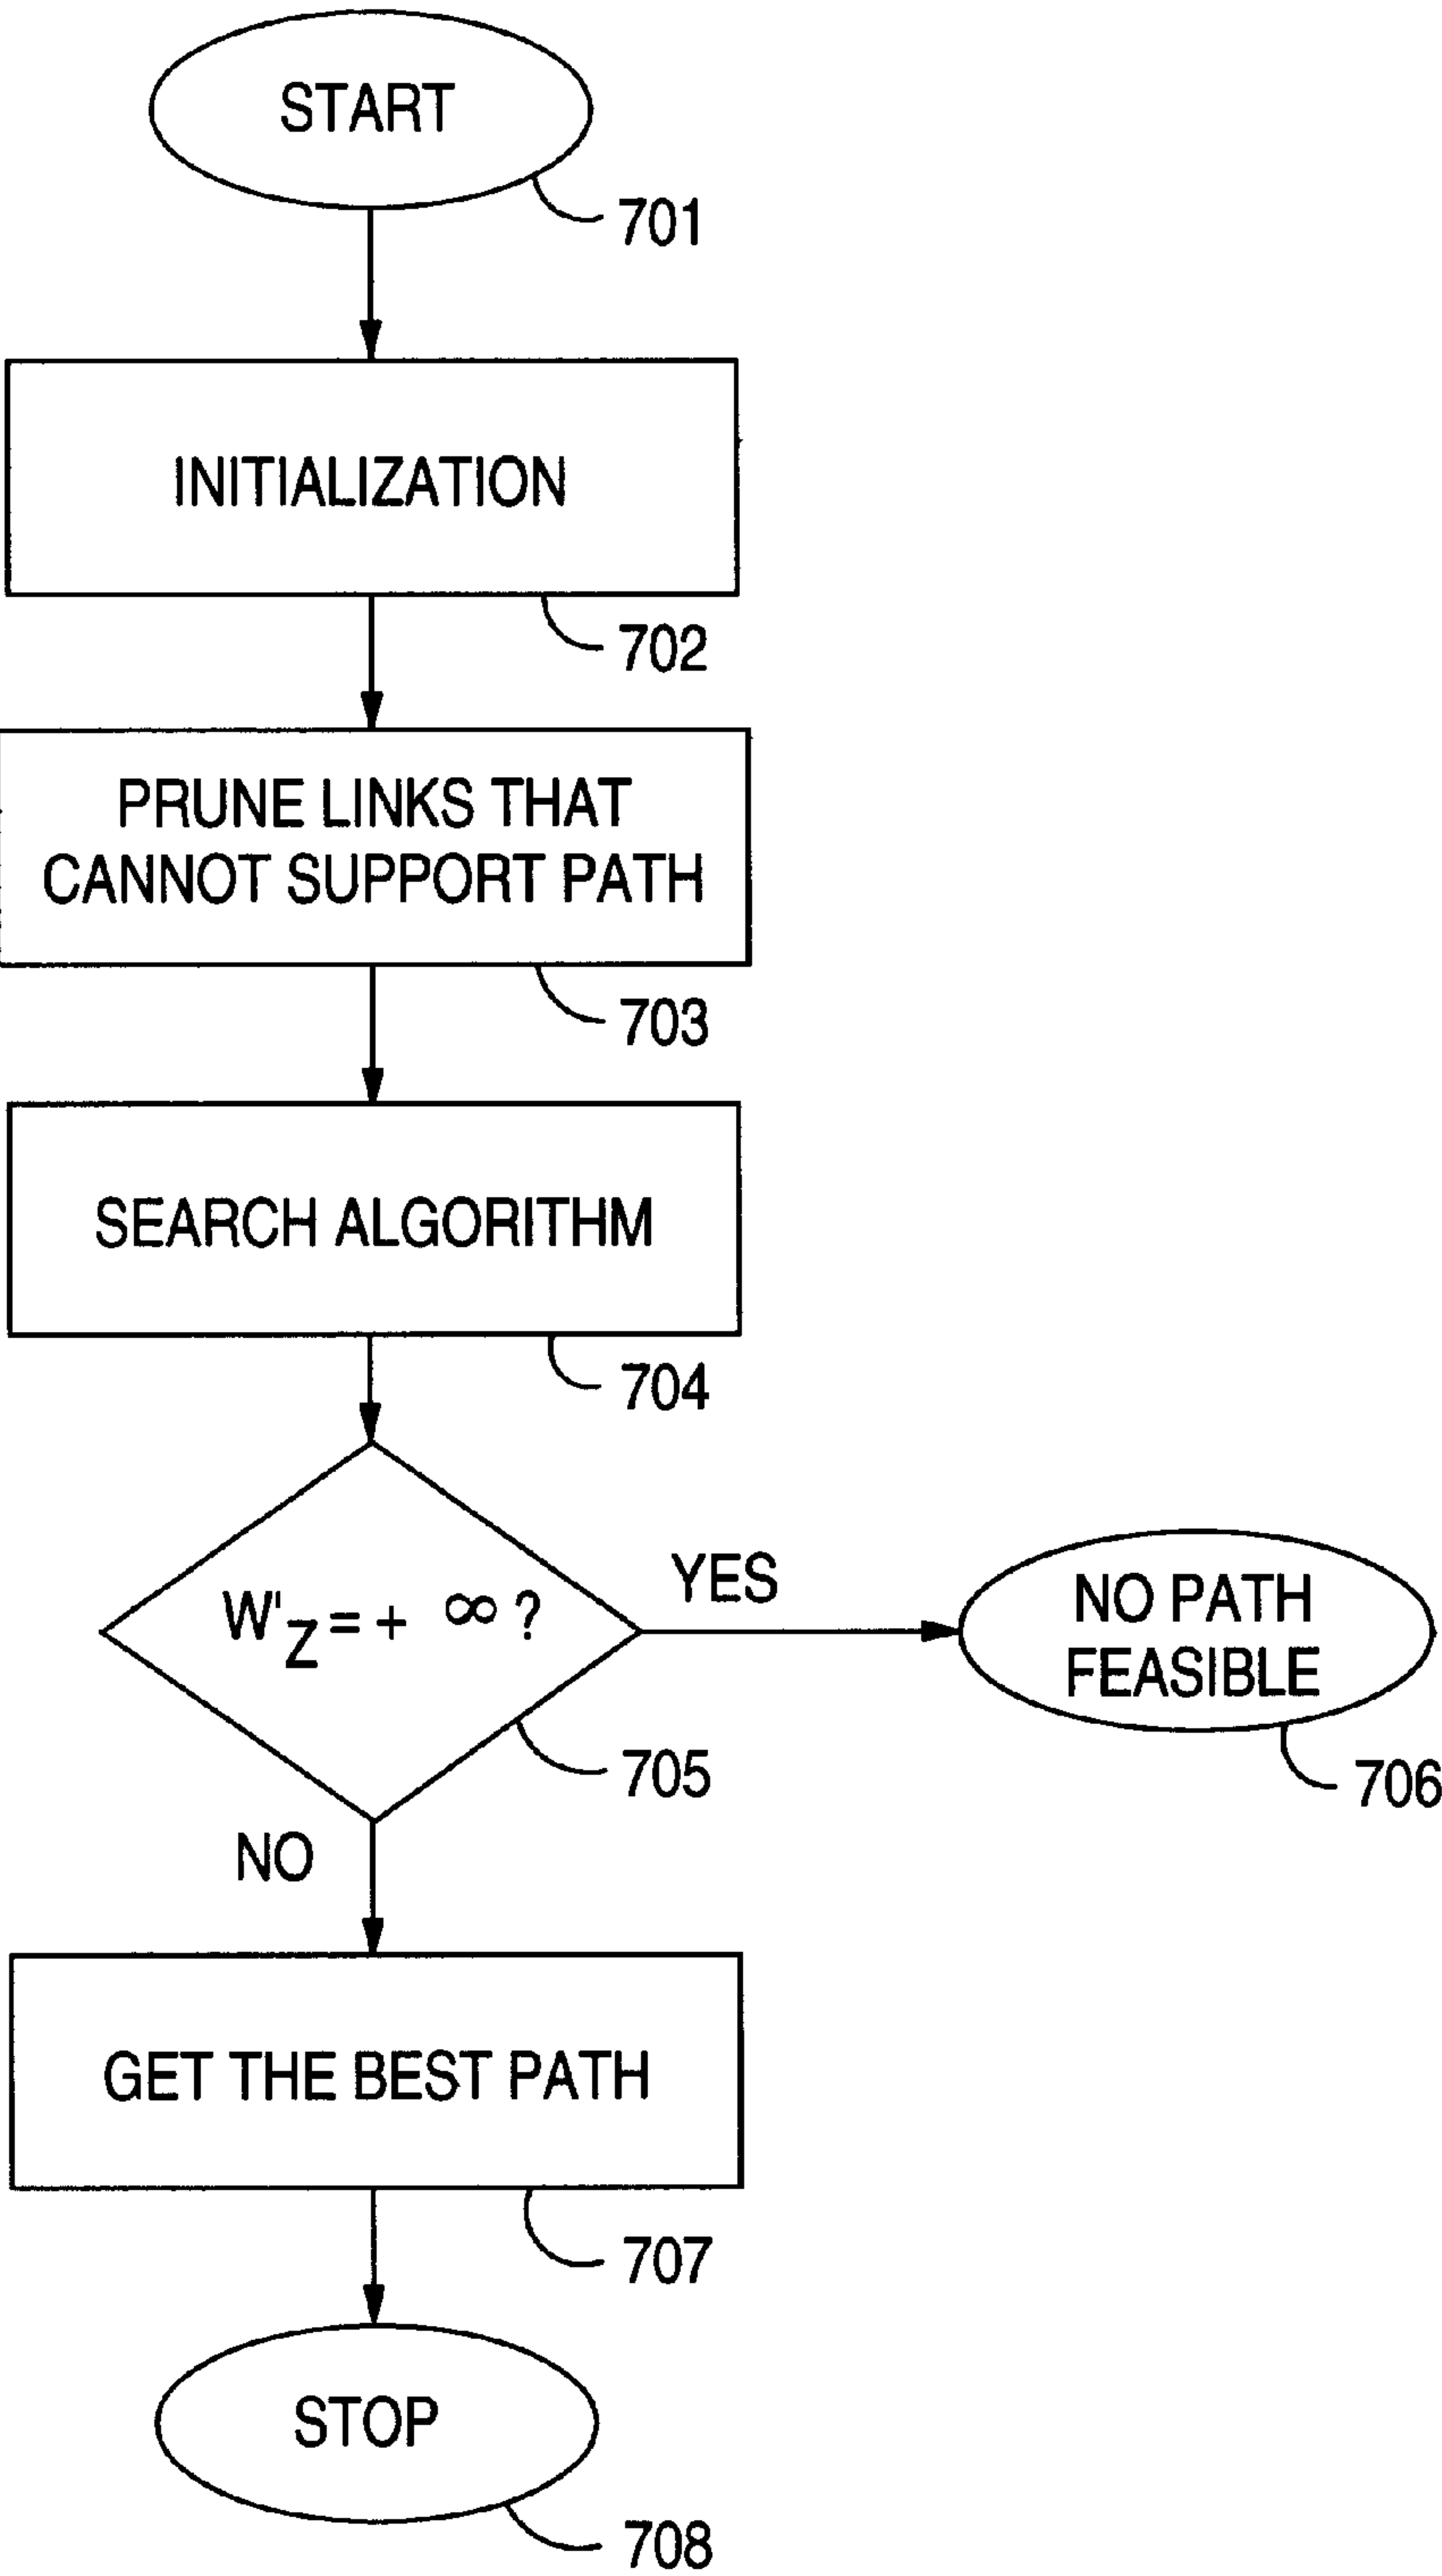 START
701
INITIALIZATION
702
PRUNE LINKS THAT
CANNOT SUPPORT PATH
703
SEARCH ALGORITHM
704
W'Z = + ∞ ?
YES
NO PATH
FEASIBLE
705
706
NO
GET THE BEST PATH
707
STOP
708